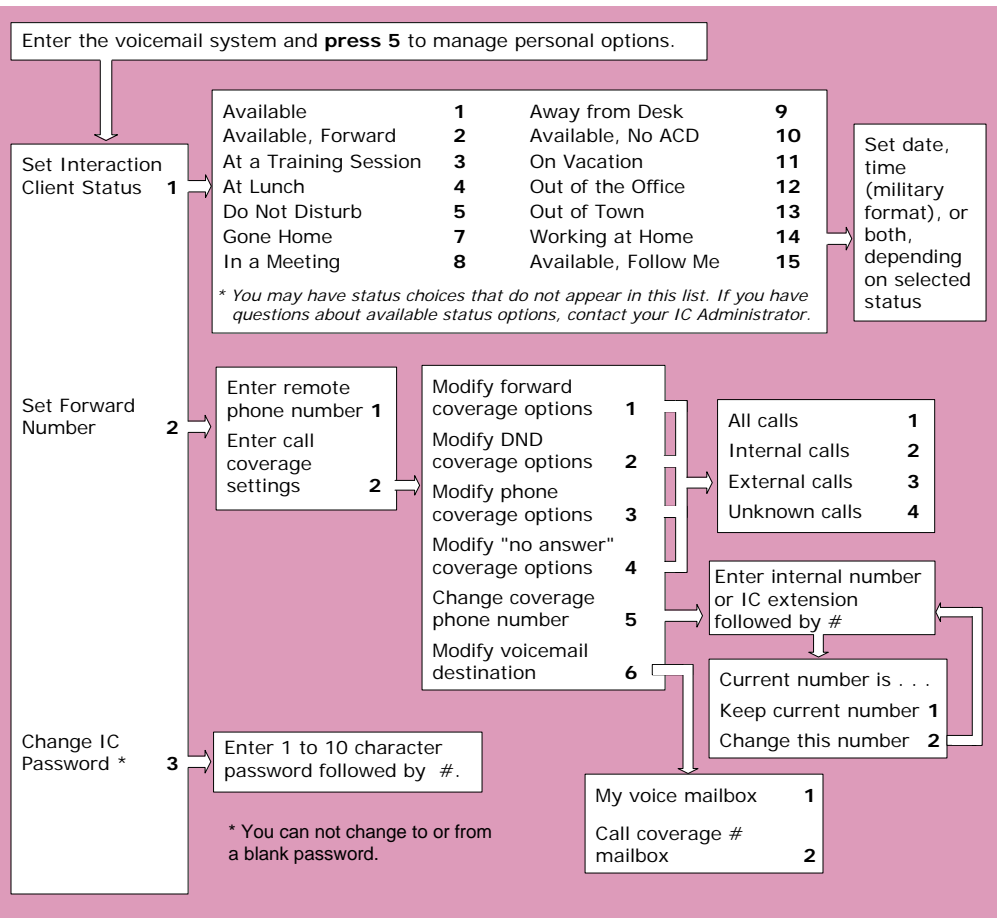 Enter the voicemail system and press 5 to manage personal options.
Set Interaction
Client Status 1
Available 1
Available, Forward 2
At a Training Session 3
At Lunch 4
Do Not Disturb 5
Gone Home 7
In a Meeting 8
Away from Desk 9
Available, No ACD 10
On Vacation 11
Out of the Office 12
Out of Town 13
Working at Home 14
Available, Follow Me 15
* You may have status choices that do not appear in this list. If you have
questions about available status options, contact your IC Administrator.
Set date,
time
(military
format), or
both,
depending
on selected
status
Set Forward
Number 2
Enter remote
phone number 1
Enter call
coverage
settings 2
Modify forward
coverage options 1
Modify DND
coverage options 2
Modify phone
coverage options 3
Modify "no answer"
coverage options 4
Change coverage
phone number 5
Modify voicemail
destination 6
All calls 1
Internal calls 2
External calls 3
Unknown calls 4
Enter internal number
or IC extension
followed by #
Current number is . . .
Keep current number 1
Change this number 2
My voice mailbox 1
Call coverage #
mailbox 2
Change IC
Password * 3
Enter 1 to 10 character
password followed by #.
* You can not change to or from
a blank password.